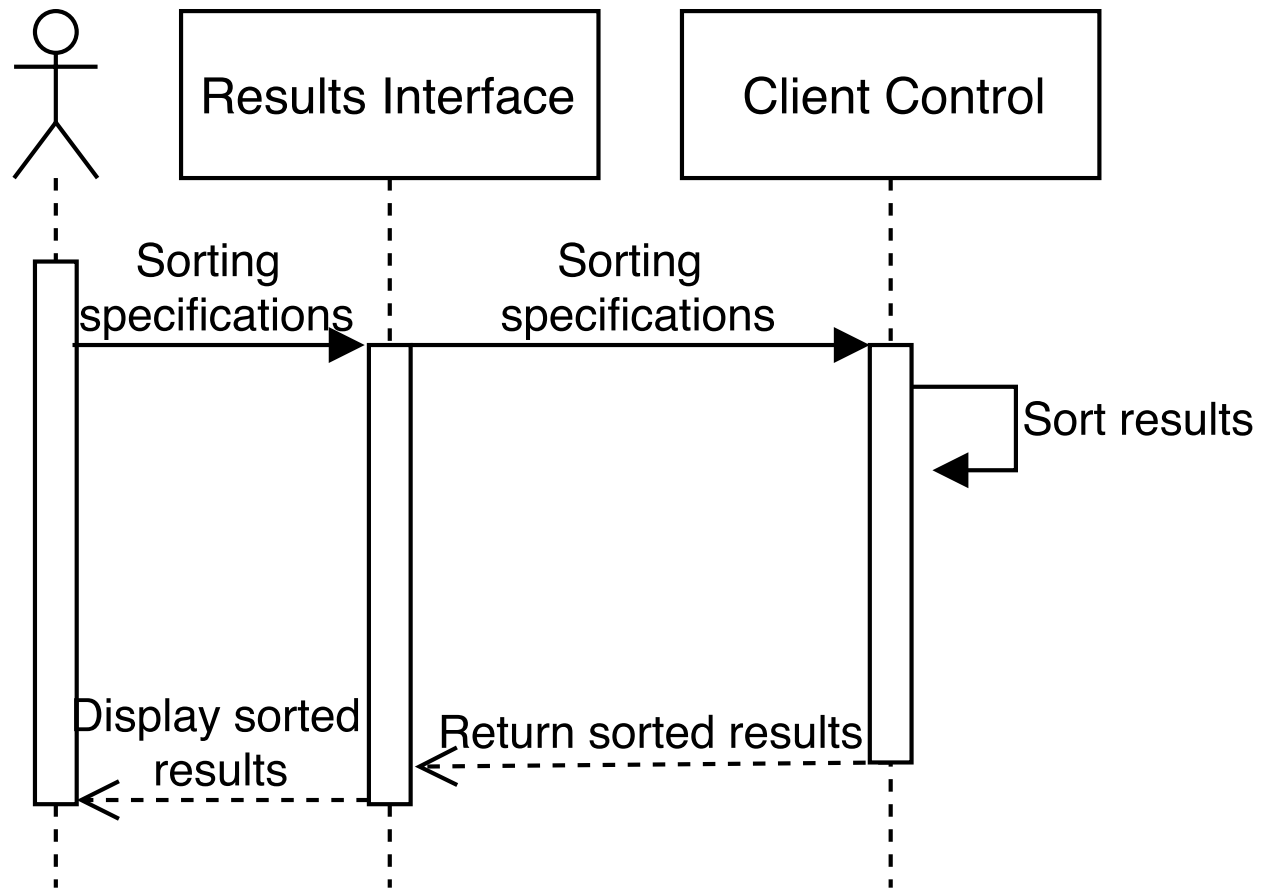 Results Interface
Client Control
Sorting
specifications
Sorting
specifications
Sort results
Display sorted
results
Return sorted results